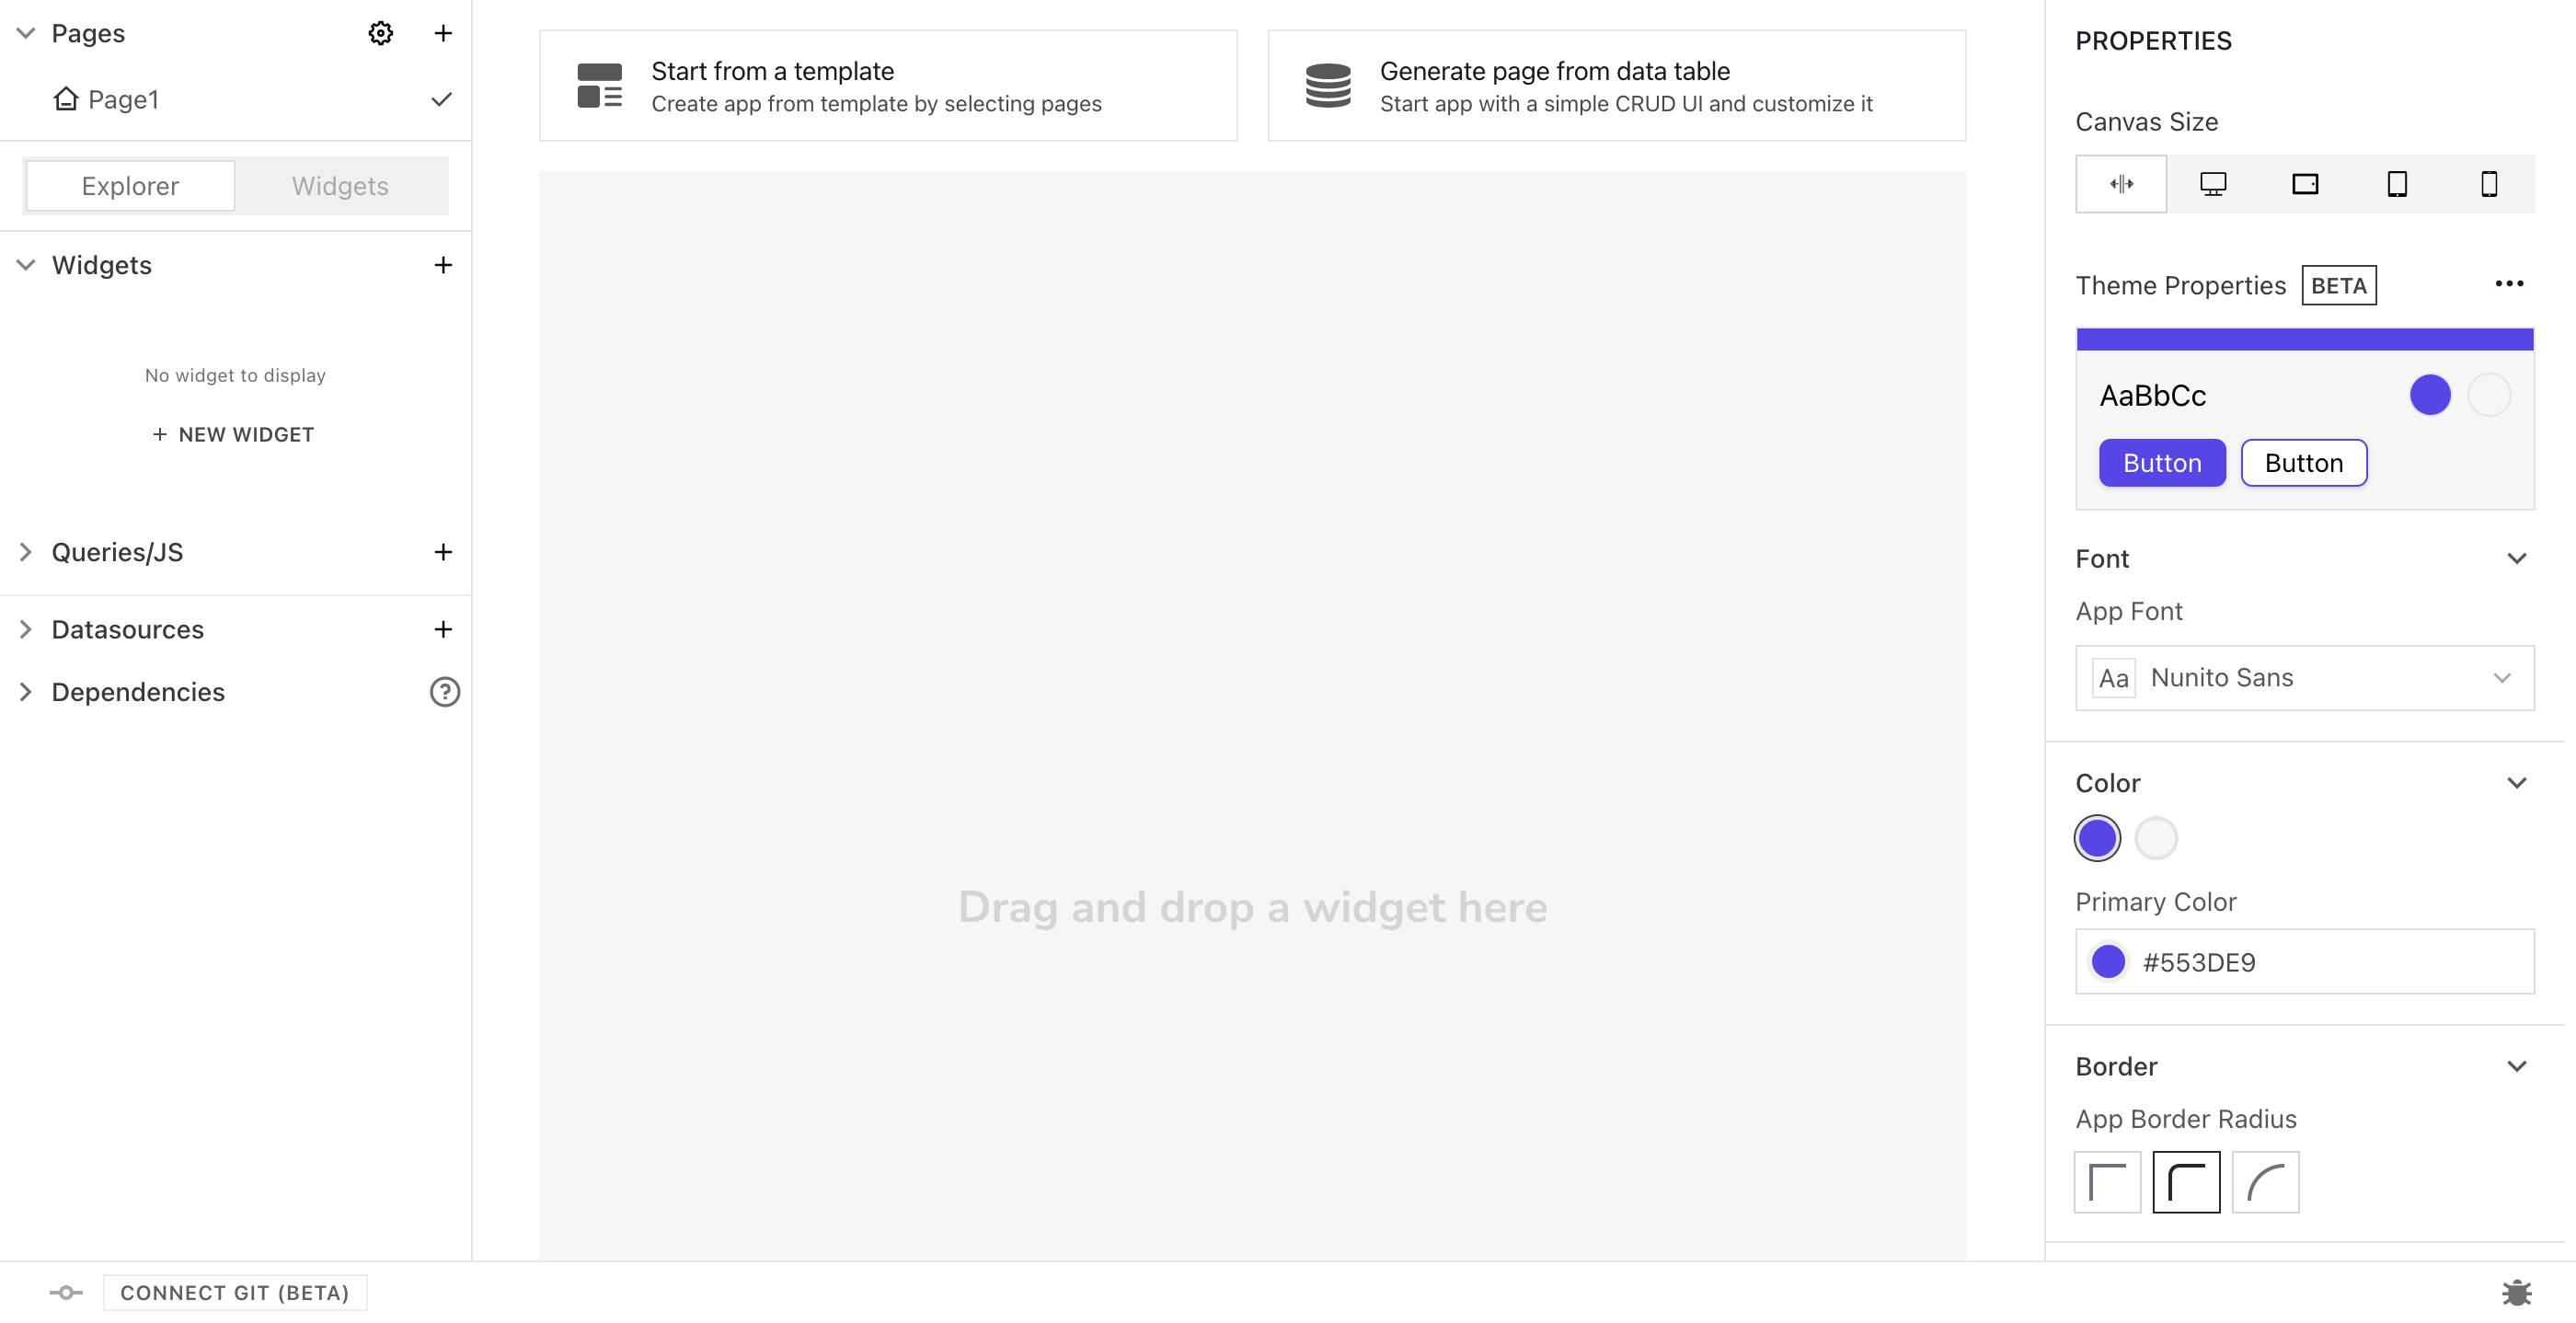 Pages
Page1
Explorer
Widgets
Widgets
No widget to display
+ NEW WIDGET
Queries/JS
Datasources
Dependencies
?
Start from a template
Create app from template by selecting pages
Generate page from data table
Start app with a simple CRUD UI and customize it
Drag and drop a widget here
PROPERTIES
Canvas Size
Theme Properties BETA
AaBbCc
Button Button
Font
App Font
Aa Nunito Sans
Color
Primary Color
#553DE9
Border
App Border Radius
CONNECT GIT (BETA)